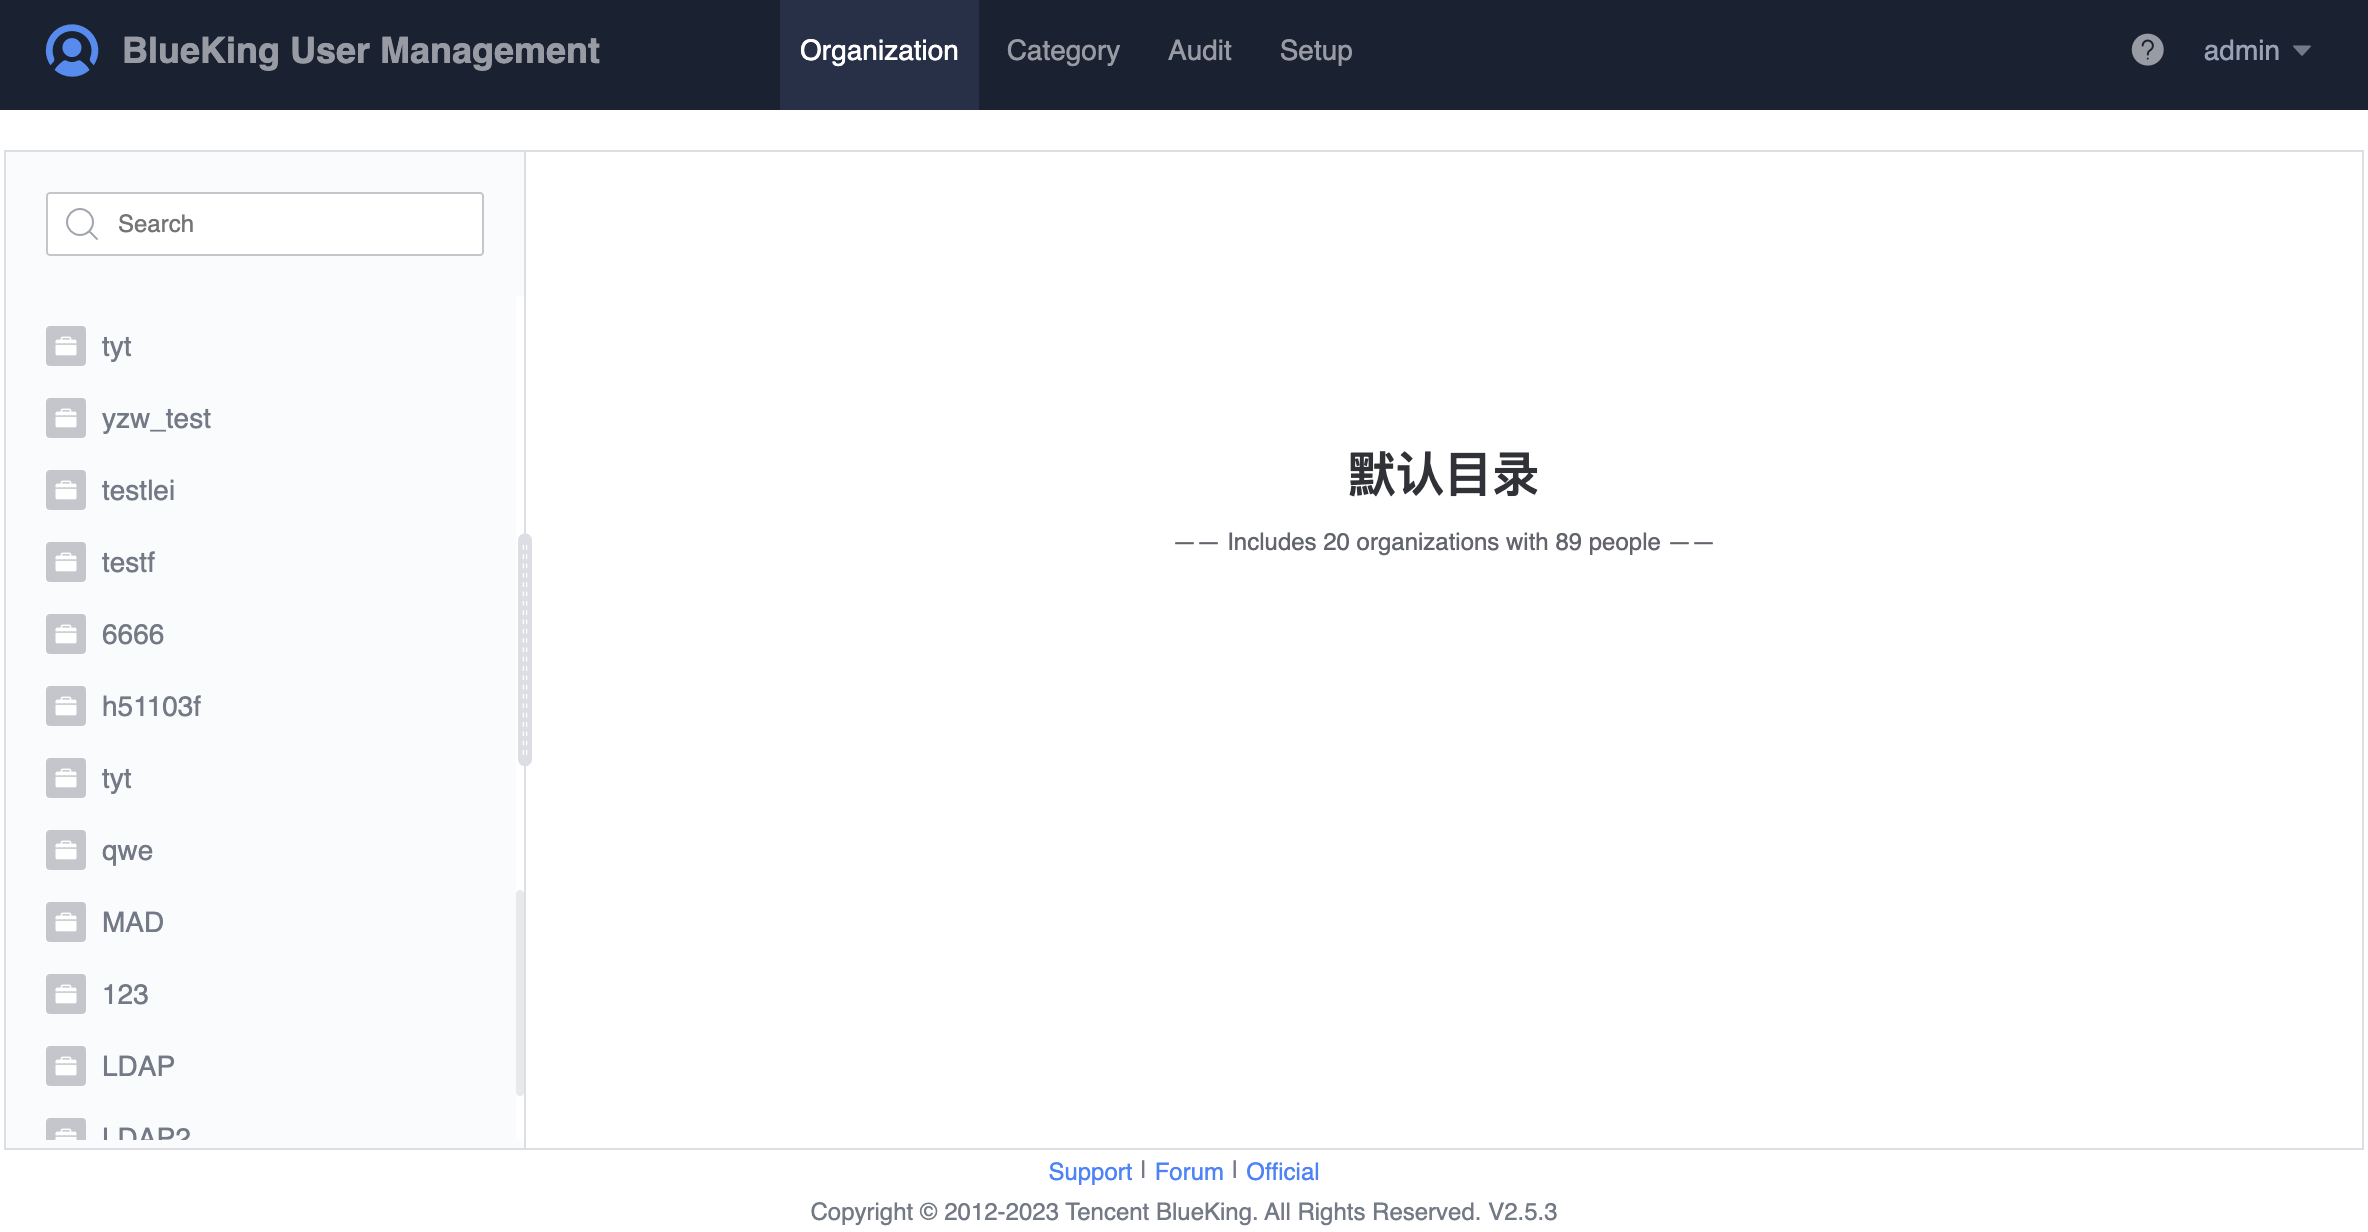 BlueKing User Management
Organization
Category
Audit
Setup
admin
Search
tyt
yzw_test
testlei
testf
6666
h51103f
tyt
qwe
MAD
123
LDAP
LDAP2
默认目录
—— Includes 20 organizations with 89 people ——
Support | Forum | Official
Copyright © 2012-2023 Tencent BlueKing. All Rights Reserved. V2.5.3